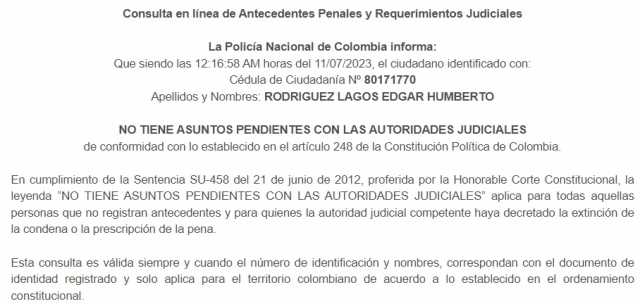 Consulta en línea de Antecedentes Penales y Requerimientos Judiciales
La Policía Nacional de Colombia informa:
Que siendo las 12:16:58 AM horas del 11/07/2023, el ciudadano identificado con:
Cédula de Ciudadanía Nº 80171770
Apellidos y Nombres: RODRIGUEZ LAGOS EDGAR HUMBERTO
NO TIENE ASUNTOS PENDIENTES CON LAS AUTORIDADES JUDICIALES
de conformidad con lo establecido en el artículo 248 de la Constitución Política de Colombia.
En cumplimiento de la Sentencia SU-458 del 21 de junio de 2012, proferida por la Honorable Corte Constitucional, la
leyenda "NO TIENE ASUNTOS PENDIENTES CON LAS AUTORIDADES JUDICIALES" aplica para todas aquellas
personas que no registran antecedentes y para quienes la autoridad judicial competente haya decretado la extinción de
la condena o la prescripción de la pena.
Esta consulta es válida siempre y cuando el número de identificación y nombres, correspondan con el documento de
identidad registrado y solo aplica para el territorio colombiano de acuerdo a lo establecido en el ordenamiento
constitucional.